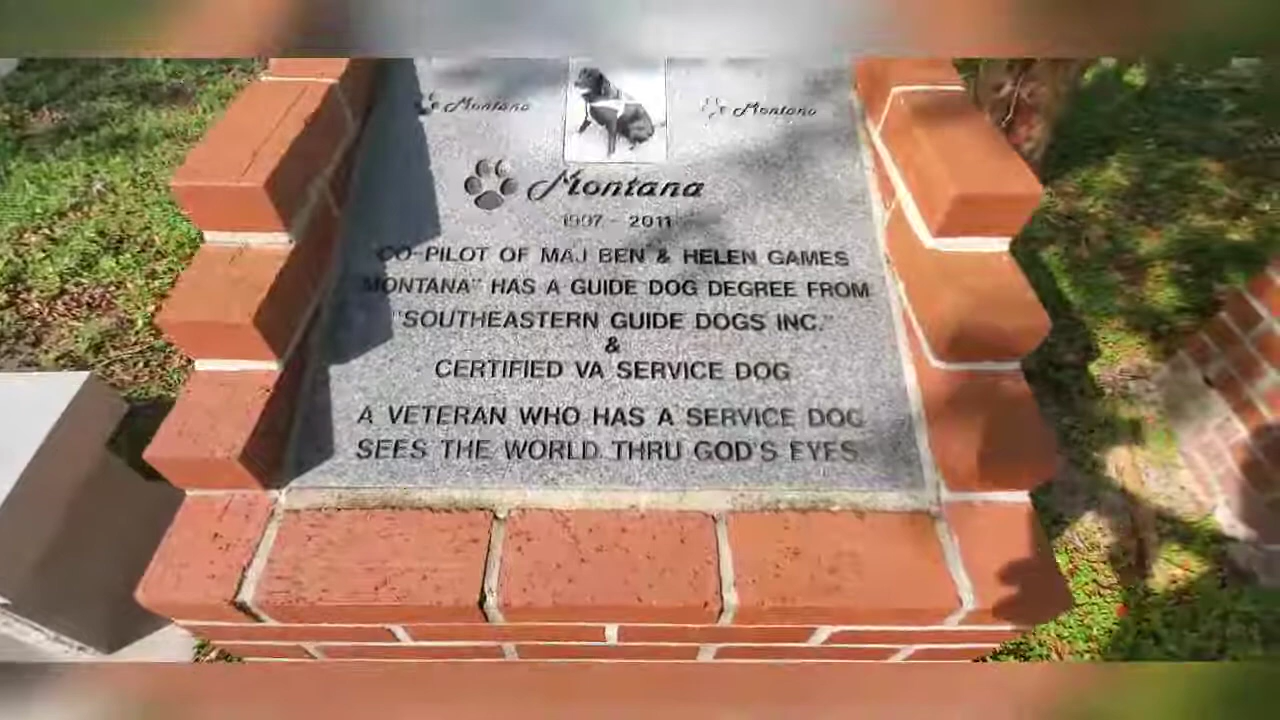 Montana Montana
Montana
1997 - 2011
CO-PILOT OF MAJ BEN & HELEN GAMES
MONTANA" HAS A GUIDE DOG DEGREE FROM
"SOUTHEASTERN GUIDE DOGS INC."
&
CERTIFIED VA SERVICE DOG
A VETERAN WHO HAS A SERVICE DOG
SEES THE WORLD THRU GOD'S EYES